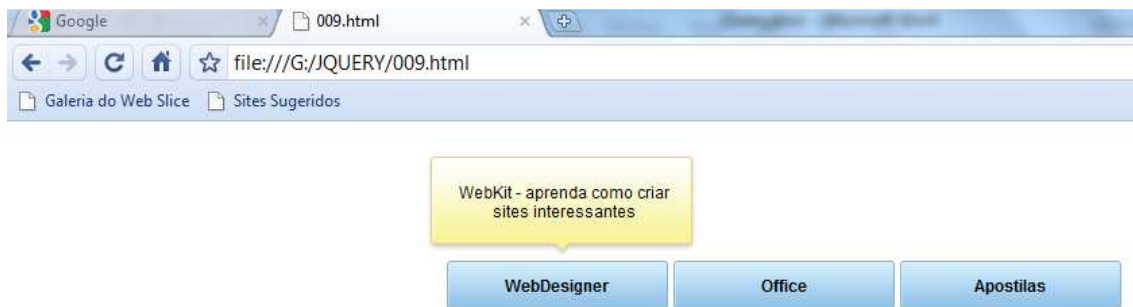 Google
009.html
file:///G:/JQUERY/009.html
Galeria do Web Slice
Sites Sugeridos
WebKit - aprenda como criar
sites interessantes
WebDesigner
Office
Apostilas